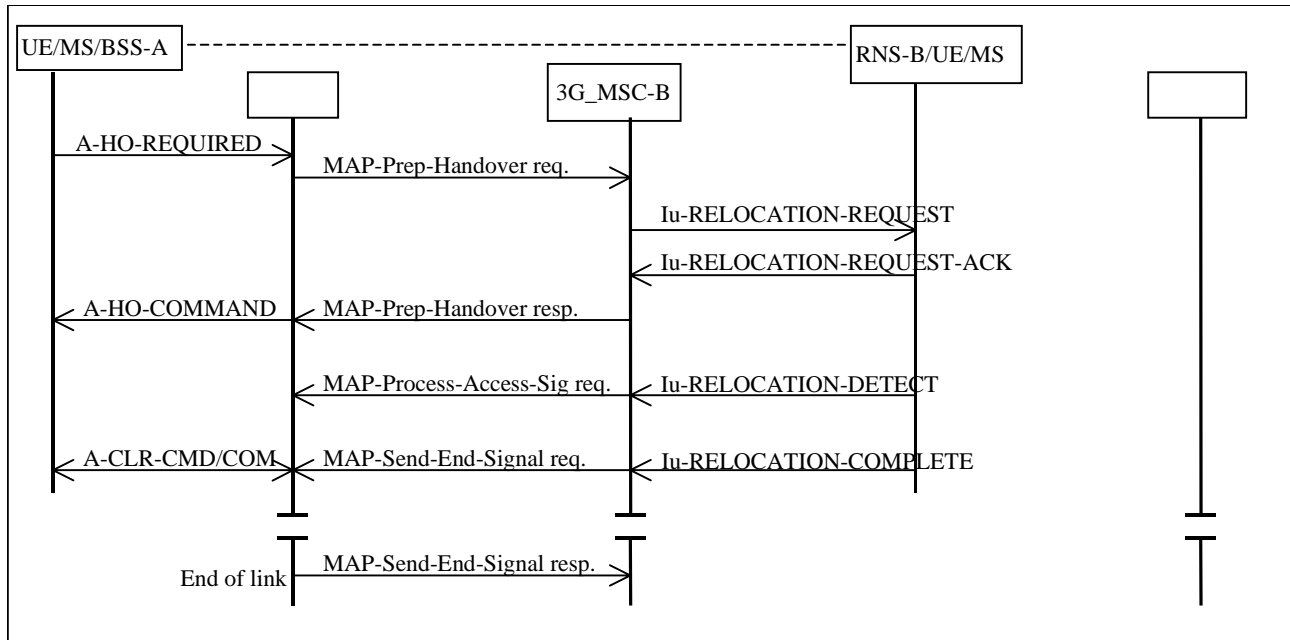 UE/MS/BSS-A
RNS-B/UE/MS
3G_MSC-B
A-HO-REQUIRED
MAP-Prep-Handover req.
Iu-RELOCATION-REQUEST
Iu-RELOCATION-REQUEST-ACK
A-HO-COMMAND
MAP-Prep-Handover resp.
MAP-Process-Access-Sig req.
Iu-RELOCATION-DETECT
A-CLR-CMD/COM
MAP-Send-End-Signal req.
Iu-RELOCATION-COMPLETE
MAP-Send-End-Signal resp.
End of link